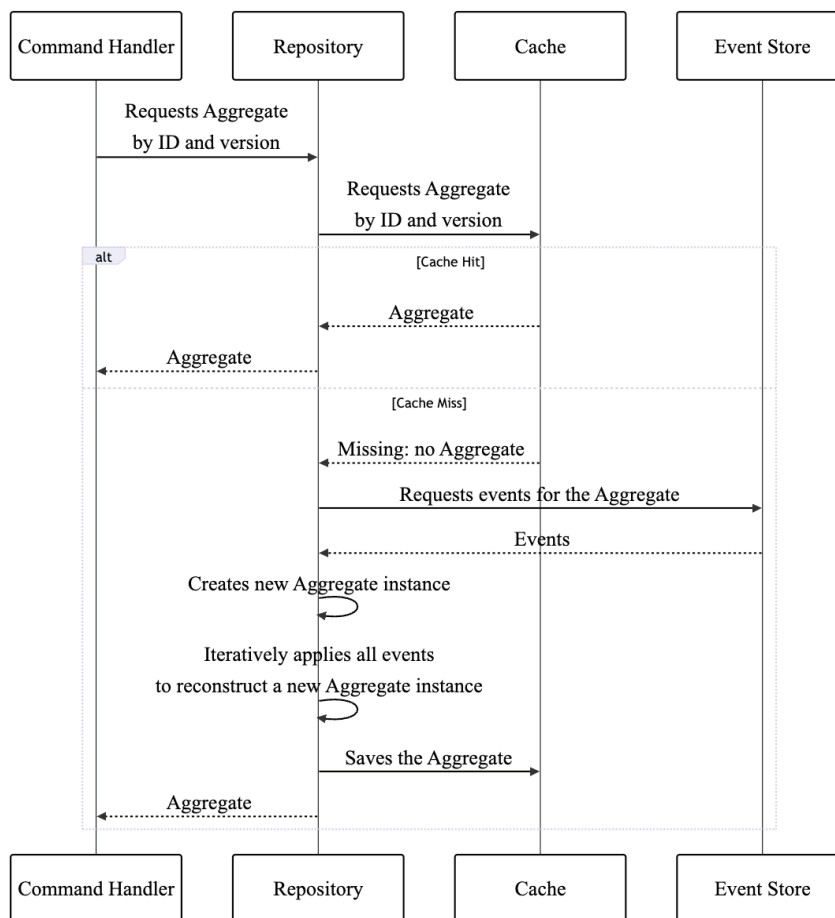 Command Handler
Repository
Cache
Event Store
Requests Aggregate
by ID and version
Requests Aggregate
by ID and version
alt
[Cache Hit]
Aggregate
Aggregate
[Cache Miss]
Missing: no Aggregate
Requests events for the Aggregate
Events
Creates new Aggregate instance
Iteratively applies all events
to reconstruct a new Aggregate instance
Saves the Aggregate
Aggregate
Command Handler
Repository
Cache
Event Store